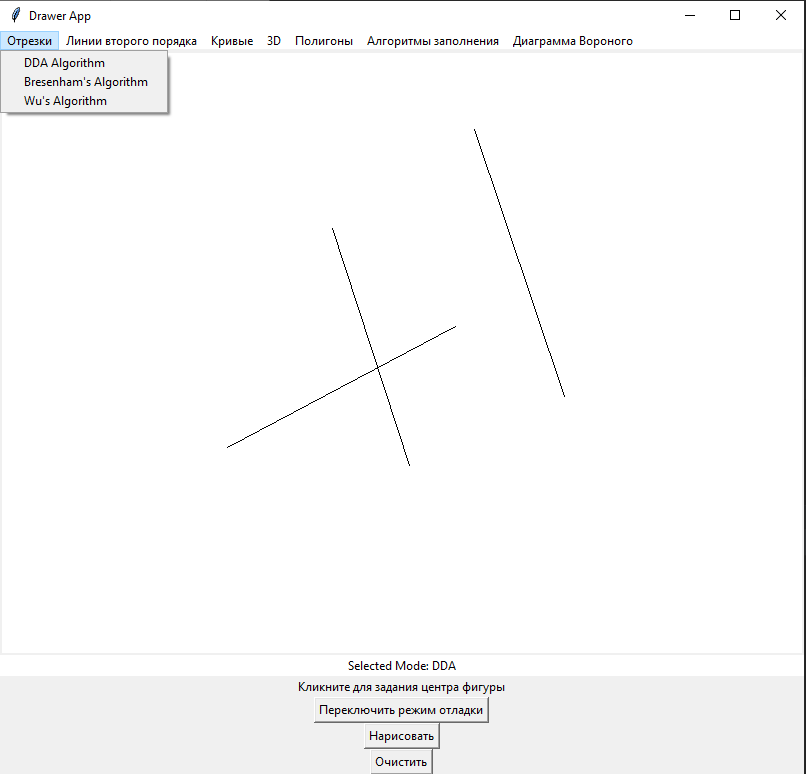 Drawer App
Отрезки Линии второго порядка Кривые 3D Полигоны Алгоритмы заполнения Диаграмма Вороного
DDA Algorithm
Bresenham's Algorithm
Wu's Algorithm
Selected Mode: DDA
Кликните для задания центра фигуры
Переключить режим отладки
Нарисовать
Очистить